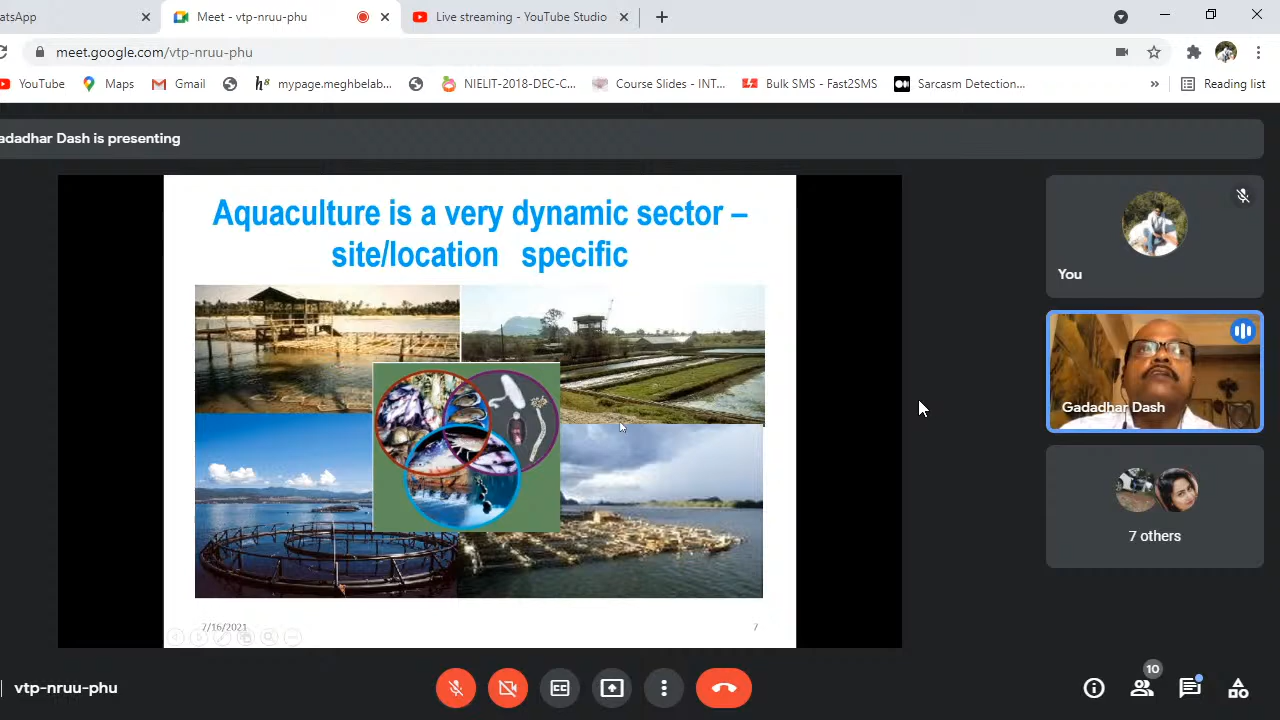 atsApp
Meet - vtp-nruu-phu
Live streaming - YouTube Studio
meet.google.com/vtp-nruu-phu
YouTube
Maps
Gmail
mypage.meghbelab...
NIELIT-2018-DEC-C...
Course Slides - INT...
Bulk SMS - Fast2SMS
Sarcasm Detection...
»
Reading list
adadhar Dash is presenting
Aquaculture is a very dynamic sector –
site/location specific
7/16/2021
7
You
Gadadhar Dash
7 others
vtp-nruu-phu
CC
10